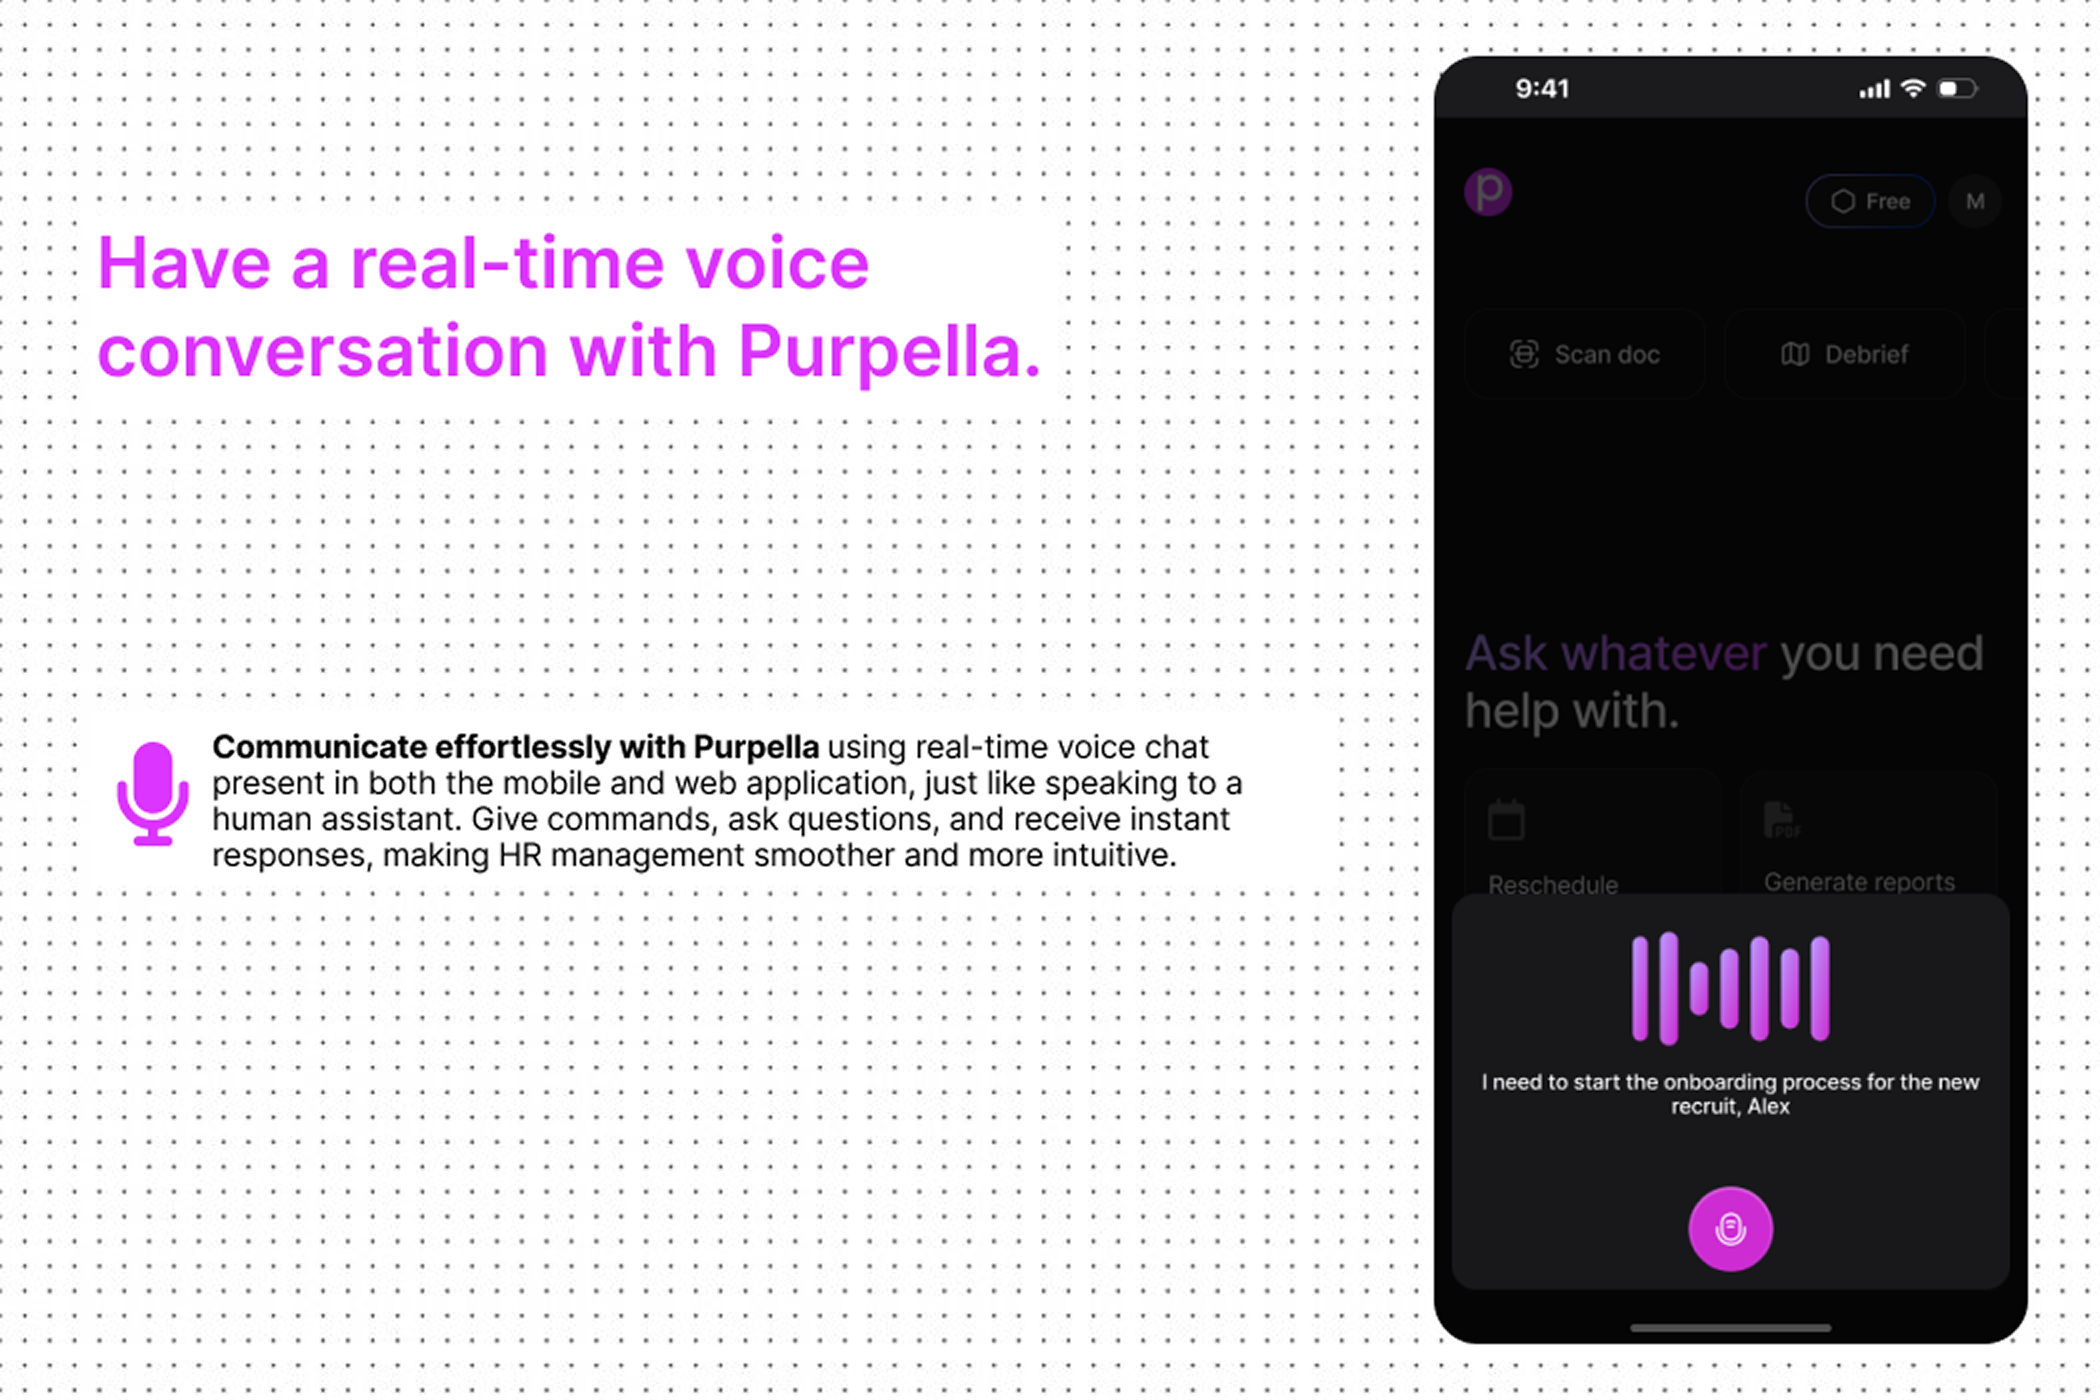 Have a real-time voice
conversation with Purpella.
Communicate effortlessly with Purpella using real-time voice chat
present in both the mobile and web application, just like speaking to a
human assistant. Give commands, ask questions, and receive instant
responses, making HR management smoother and more intuitive.
9:41
p
Free
M
Scan doc
Debrief
Ask whatever you need
help with.
PDF
Reschedule
Generate reports
I need to start the onboarding process for the new
recruit, Alex